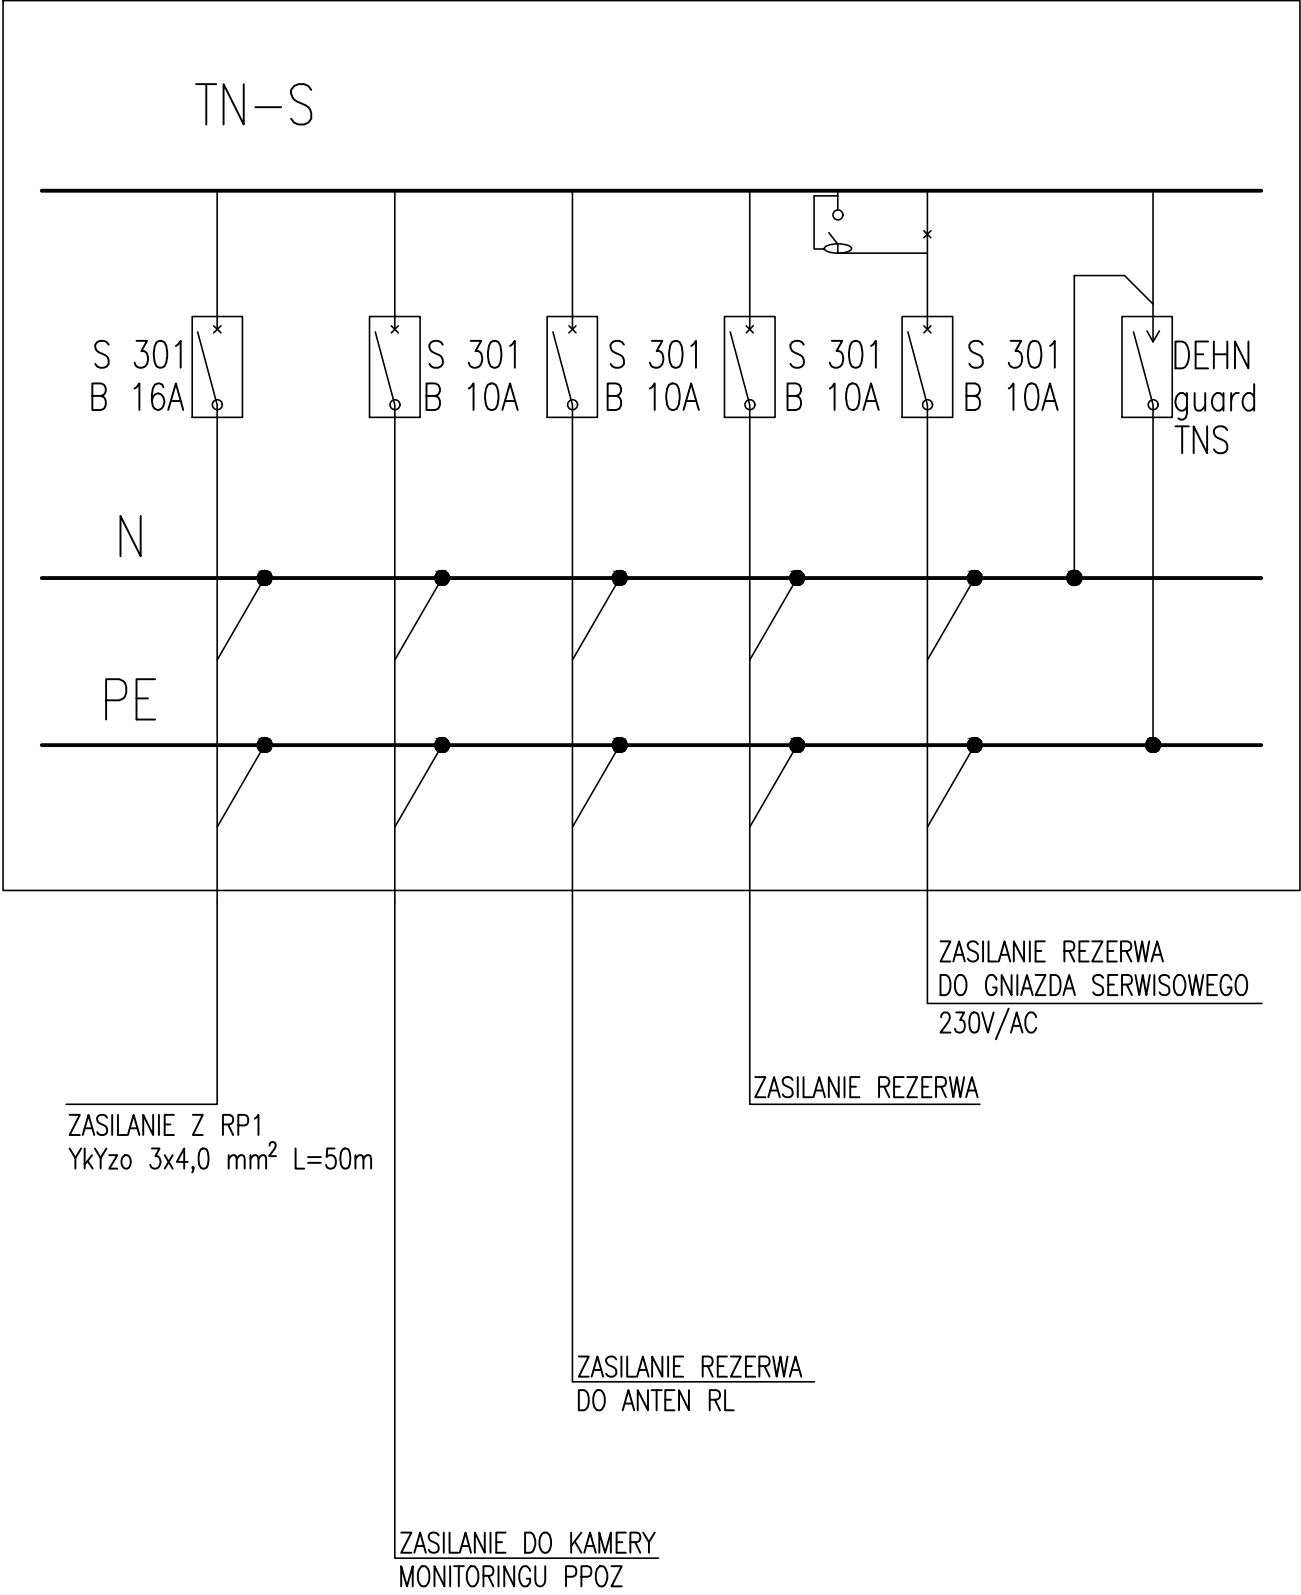 TN-S
S 301
B 16A
S 301
B 10A
S 301
B 10A
S 301
B 10A
S 301
B 10A
DEHN
guard
TNS
N
PE
ZASILANIE REZERWA
DO GNIAZDA SERWISOWEGO
230V/AC
ZASILANIE REZERWA
ZASILANIE Z RP1
YkYzo 3x4,0 mm² L=50m
ZASILANIE REZERWA
DO ANTEN RL
ZASILANIE DO KAMERY
MONITORINGU PPOZ